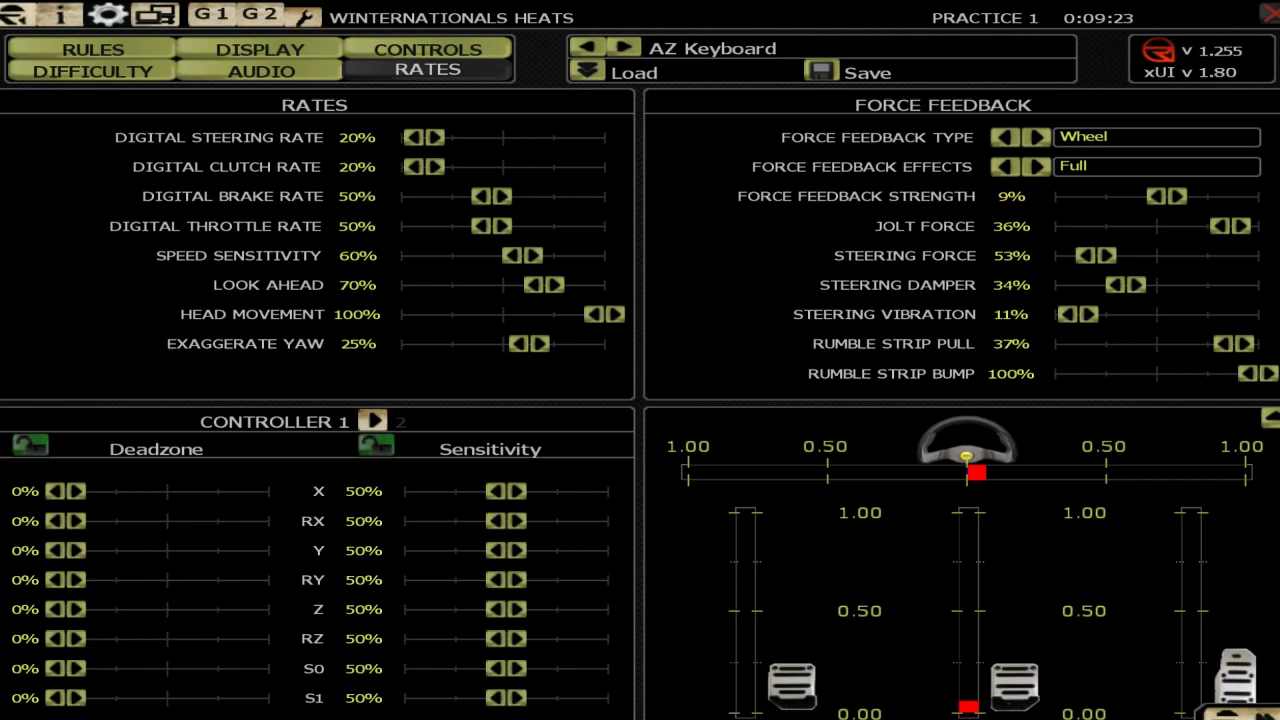 G1 G2 WINTERNATIONALS HEATS PRACTICE 1 0:09:23
RULES DISPLAY CONTROLS
DIFFICULTY AUDIO RATES
AZ Keyboard
Load Save
v 1.255
xUI v 1.80
RATES
DIGITAL STEERING RATE 20%
DIGITAL CLUTCH RATE 20%
DIGITAL BRAKE RATE 50%
DIGITAL THROTTLE RATE 50%
SPEED SENSITIVITY 60%
LOOK AHEAD 70%
HEAD MOVEMENT 100%
EXAGGERATE YAW 25%
FORCE FEEDBACK
FORCE FEEDBACK TYPE Wheel
FORCE FEEDBACK EFFECTS Full
FORCE FEEDBACK STRENGTH 9%
JOLT FORCE 36%
STEERING FORCE 53%
STEERING DAMPER 34%
STEERING VIBRATION 11%
RUMBLE STRIP PULL 37%
RUMBLE STRIP BUMP 100%
CONTROLLER 1 2
Deadzone Sensitivity
0% X 50%
0% RX 50%
0% Y 50%
0% RY 50%
0% Z 50%
0% RZ 50%
0% S0 50%
0% S1 50%
1.00 0.50 0.50 1.00
1.00 1.00
0.50 0.50
0.00 0.00